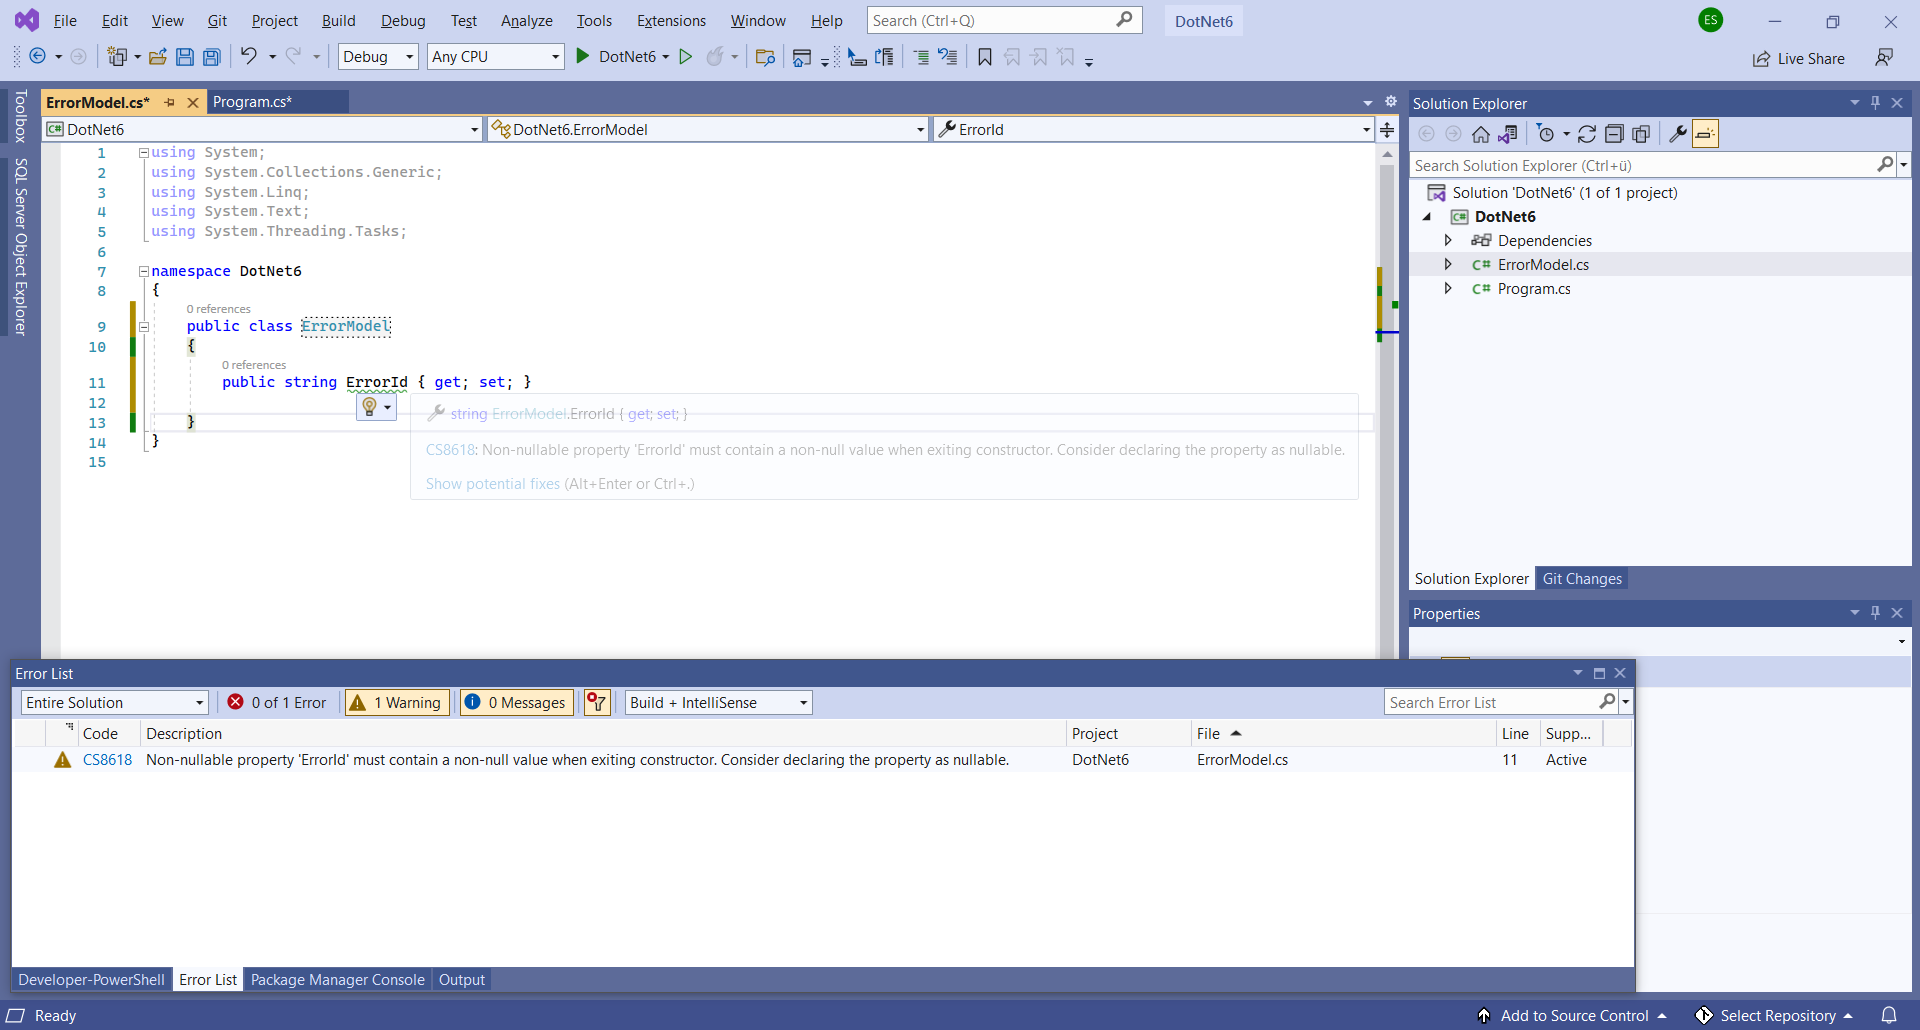 File Edit View Git Project Build Debug Test Analyze Tools Extensions Window Help Search (Ctrl+Q) DotNet6 ES
Debug Any CPU DotNet6 Live Share
Toolbox
SQL Server Object Explorer
ErrorModel.cs* Program.cs*
DotNet6 DotNet6.ErrorModel ErrorId
1 using System;
2 using System.Collections.Generic;
3 using System.Linq;
4 using System.Text;
5 using System.Threading.Tasks;
6
7 namespace DotNet6
8 {
0 references
9 public class ErrorModel
10 {
0 references
11 public string ErrorId { get; set; }
12
13 }
14 }
15
string ErrorModel.ErrorId { get; set; }
CS8618: Non-nullable property 'ErrorId' must contain a non-null value when exiting constructor. Consider declaring the property as nullable.
Show potential fixes (Alt+Enter or Ctrl+.)
Solution Explorer
Search Solution Explorer (Ctrl+ü)
Solution 'DotNet6' (1 of 1 project)
C# DotNet6
Dependencies
C# ErrorModel.cs
C# Program.cs
Solution Explorer Git Changes
Properties
Error List
Entire Solution 0 of 1 Error 1 Warning 0 Messages Build + IntelliSense Search Error List
Code Description Project File Line Supp...
CS8618 Non-nullable property 'ErrorId' must contain a non-null value when exiting constructor. Consider declaring the property as nullable. DotNet6 ErrorModel.cs 11 Active
Developer-PowerShell Error List Package Manager Console Output
Ready Add to Source Control Select Repository